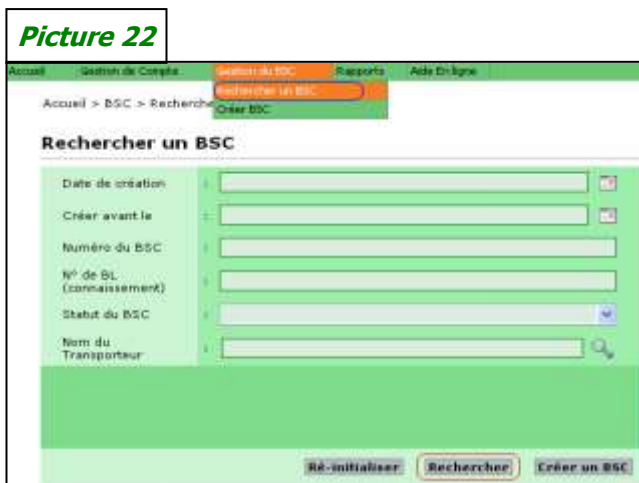 Picture 22
Accueil Gestion de Compte Gestion du BSC Rapports Aide En ligne
Rechercher un BSC
Accueil > BSC > Recherche
Créer BSC
Rechercher un BSC
Date de création :
Créer avant le :
Numéro du BSC :
N° de BL
(connaissement) :
Statut du BSC :
Nom du
Transporteur :
Ré-initialiser Rechercher Créer un BSC